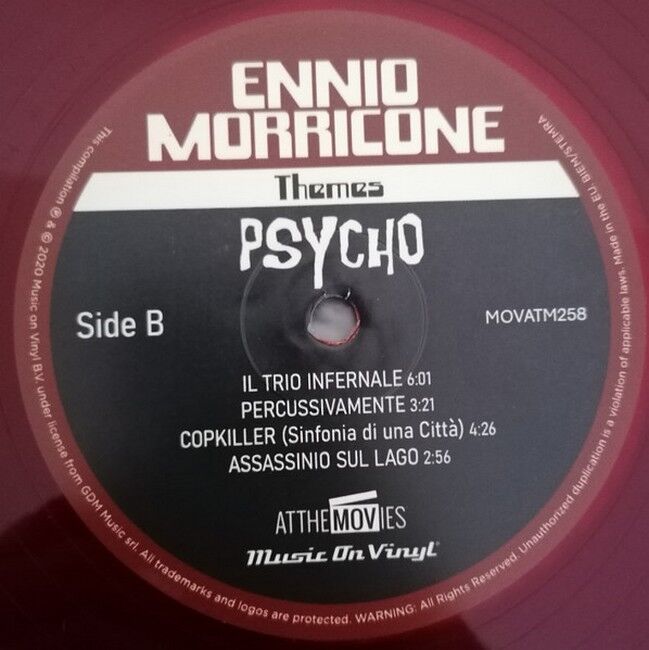 ENNIO
MORRICONE
Themes
PSYCHO
Side B
MOVATM258
IL TRIO INFERNALE 6:01
PERCUSSIVAMENTE 3:21
COPKILLER (Sinfonia di una Città) 4:26
ASSASSINIO SUL LAGO 2:56
ATTHEMOVIES
Music On Vinyl®
This compilation ℗ & © 2020 Music on Vinyl B.V. under license from GDM Music srl. All trademarks and logos are protected. WARNING: All Rights Reserved. Unauthorized duplication is a violation of applicable laws. Made in the EU. BIEM/STEMRA